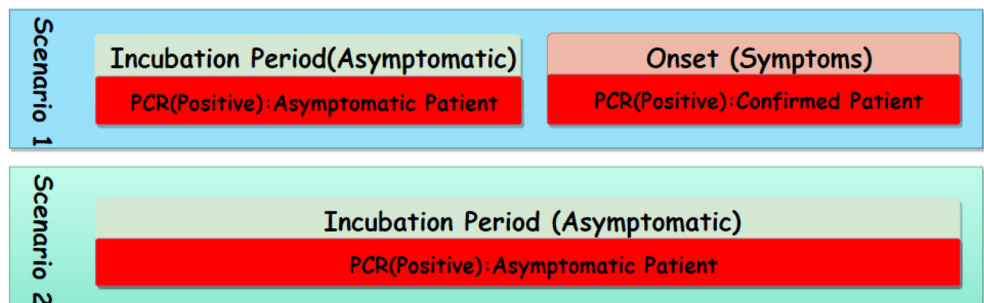 Scenario 1
Incubation Period(Asymptomatic)
PCR(Positive):Asymptomatic Patient
Onset (Symptoms)
PCR(Positive):Confirmed Patient
Scenario 2
Incubation Period (Asymptomatic)
PCR(Positive):Asymptomatic Patient